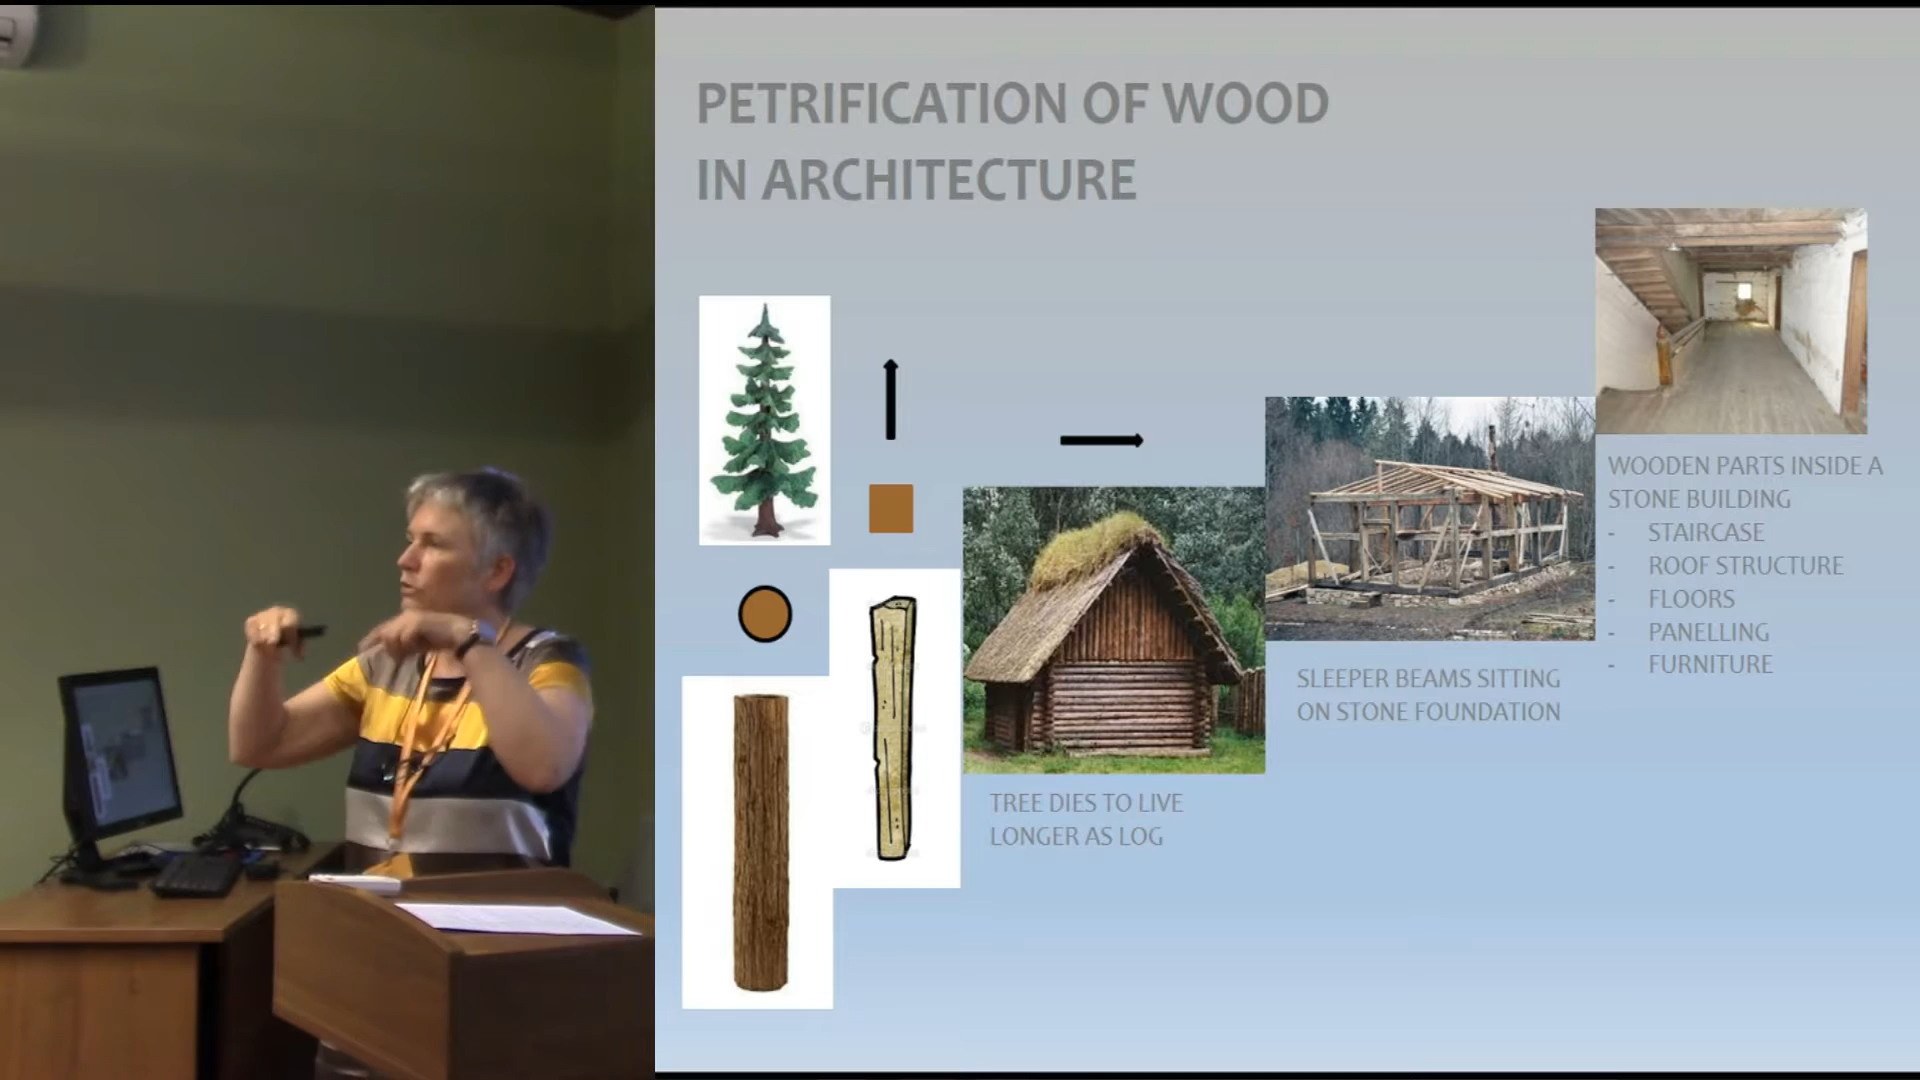 PETRIFICATION OF WOOD
IN ARCHITECTURE
TREE DIES TO LIVE
LONGER AS LOG
SLEEPER BEAMS SITTING
ON STONE FOUNDATION
WOODEN PARTS INSIDE A
STONE BUILDING
- STAIRCASE
- ROOF STRUCTURE
- FLOORS
- PANELLING
- FURNITURE